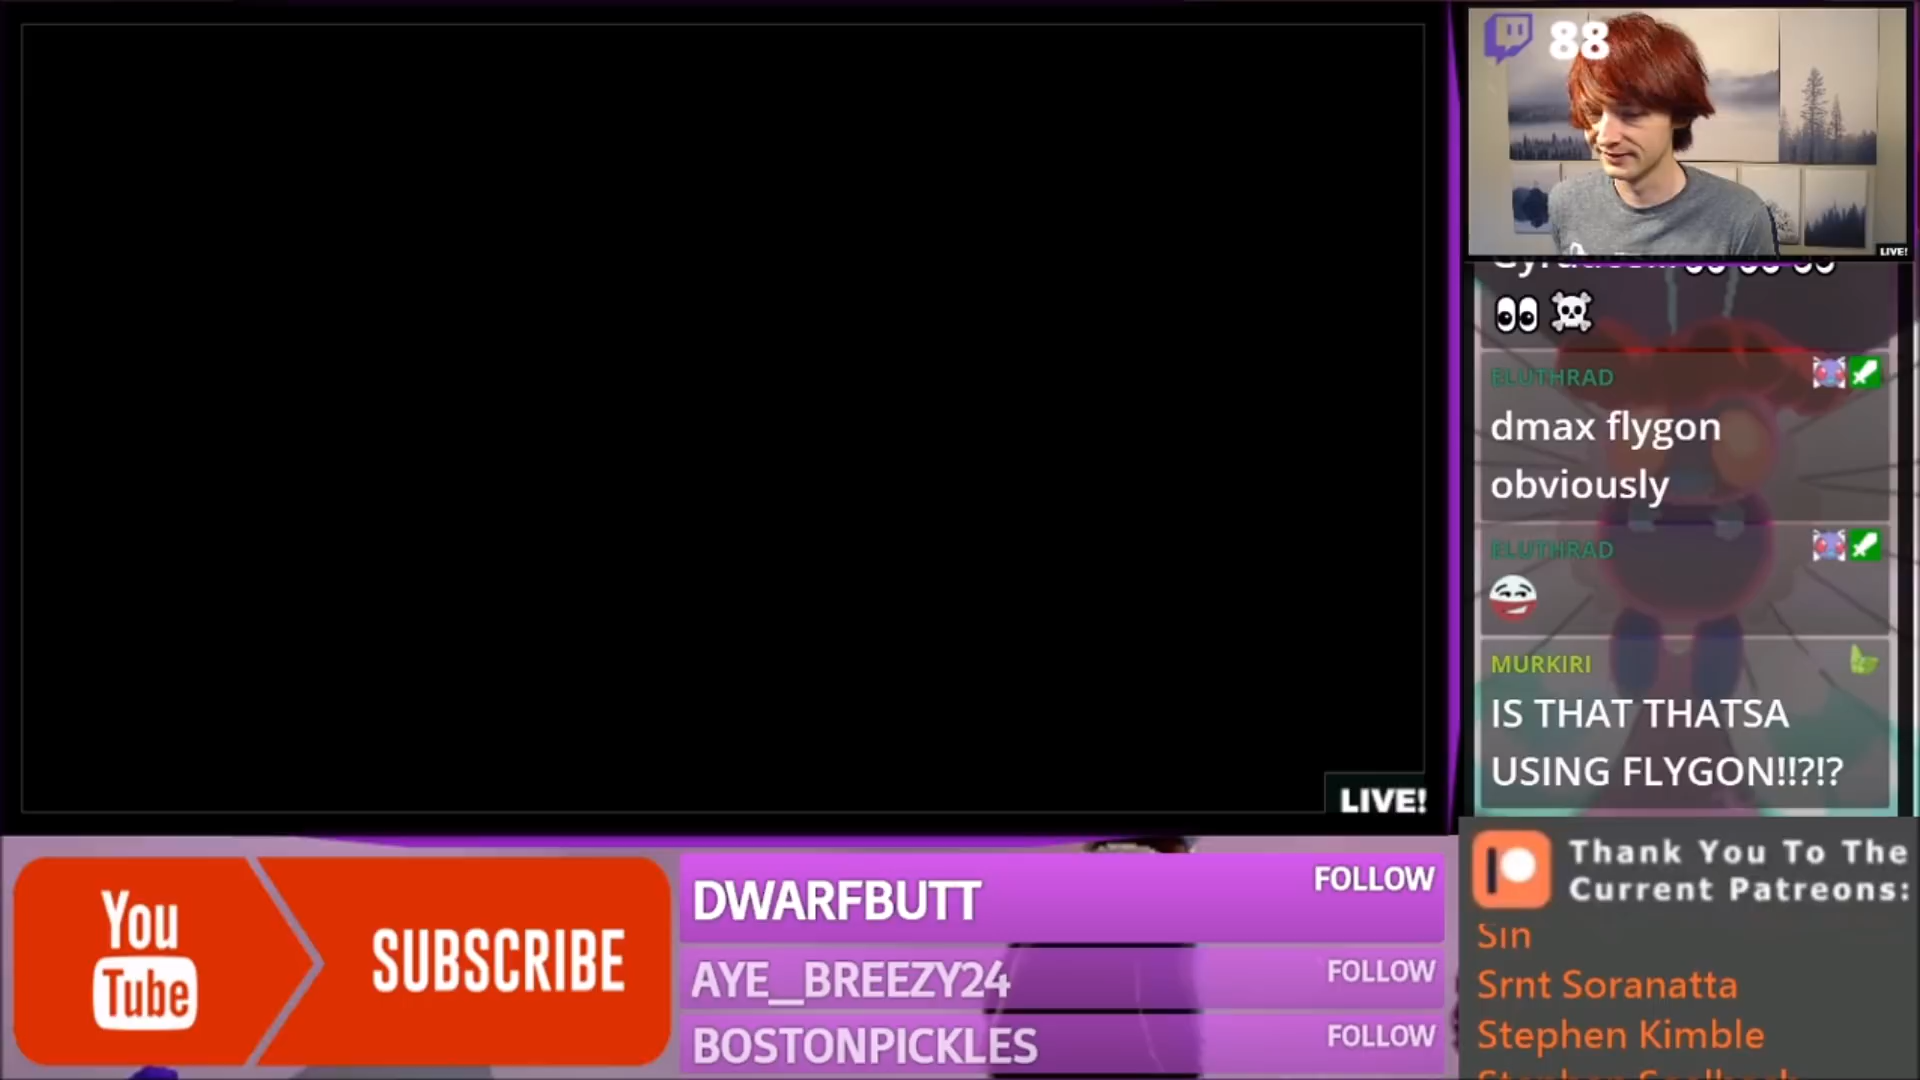 88
LIVE!
ELUTHRAD
dmax flygon
obviously
ELUTHRAD
MURKIRI
IS THAT THATSA
USING FLYGON!!?!?
LIVE!
You
Tube
SUBSCRIBE
DWARFBUTT FOLLOW
AYE_BREEZY24 FOLLOW
BOSTONPICKLES FOLLOW
Thank You To The
Current Patreons:
Sin
Srnt Soranatta
Stephen Kimble